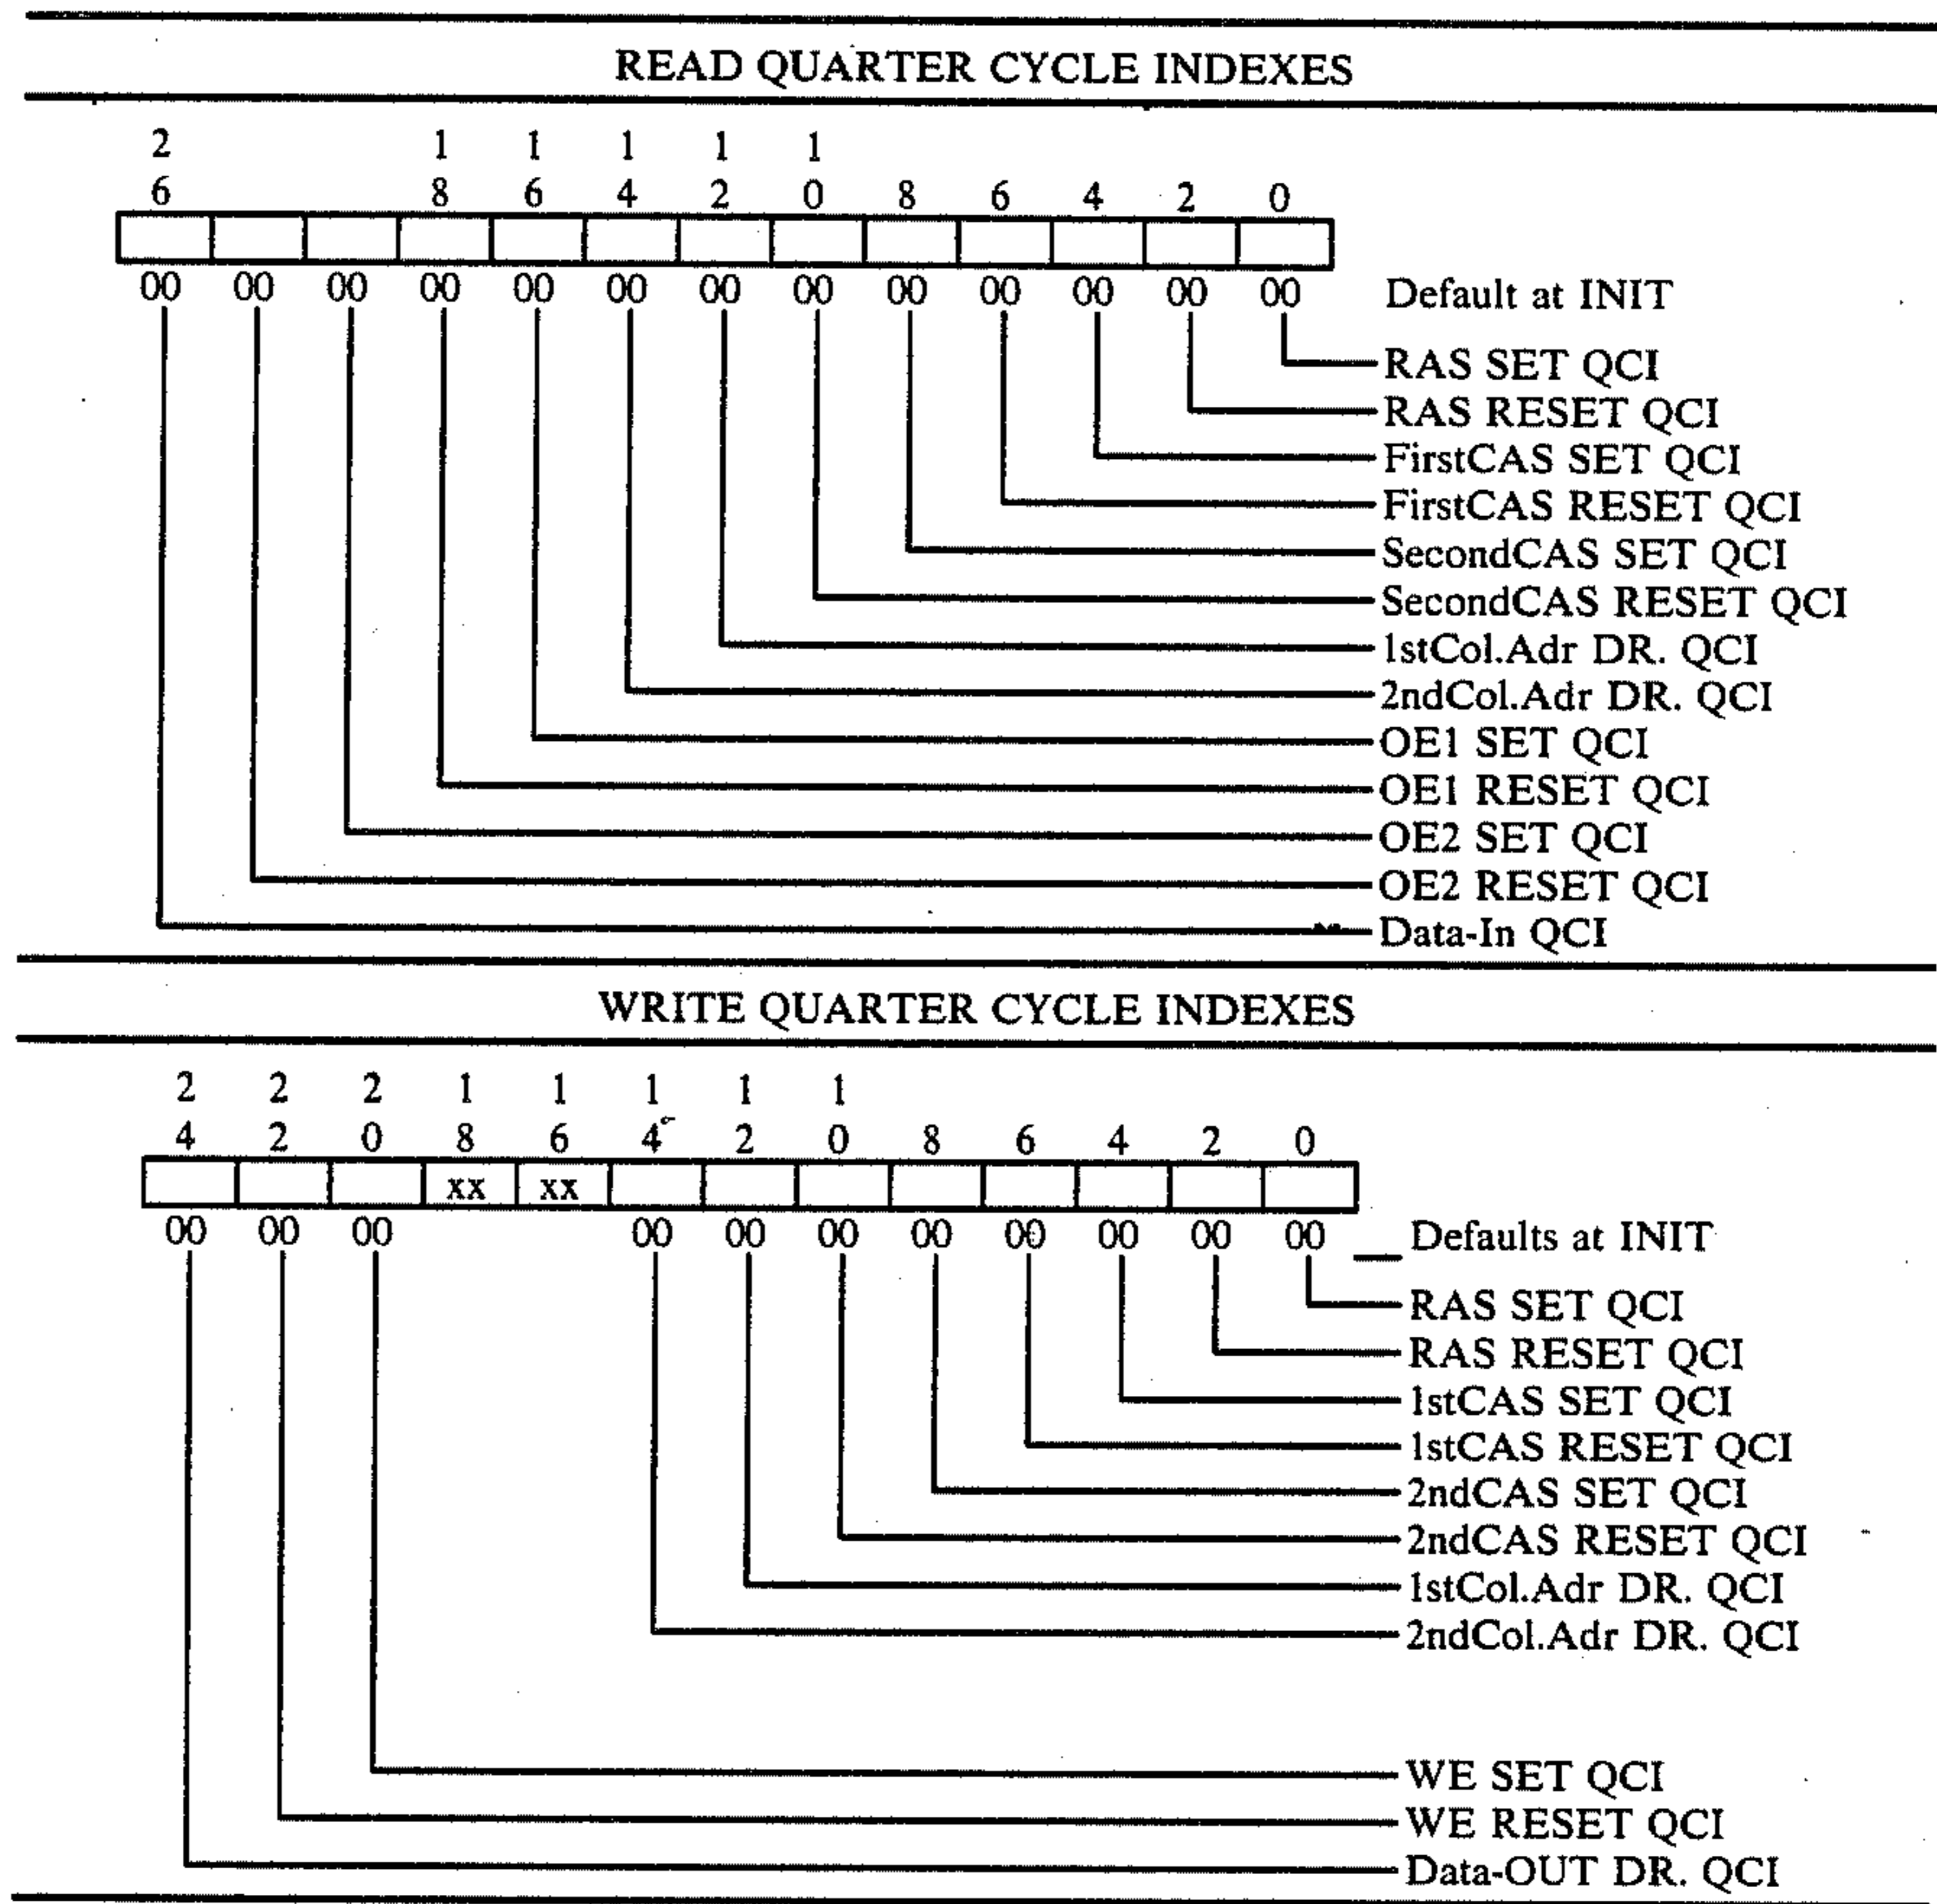 READ QUARTER CYCLE INDEXES
2 1 1 1 1 1
6 8 6 4 2 0 8 6 4 2 0
00 00 00 00 00 00 00 00 00 00 00 00 00 Default at INIT
RAS SET QCI
RAS RESET QCI
FirstCAS SET QCI
FirstCAS RESET QCI
SecondCAS SET QCI
SecondCAS RESET QCI
1stCol.Adr DR. QCI
2ndCol.Adr DR. QCI
OE1 SET QCI
OE1 RESET QCI
OE2 SET QCI
OE2 RESET QCI
Data-In QCI
WRITE QUARTER CYCLE INDEXES
2 2 2 1 1 1 1 1
4 2 0 8 6 4 2 0 8 6 4 2 0
xx xx
00 00 00 00 00 00 00 00 00 00 00 Defaults at INIT
RAS SET QCI
RAS RESET QCI
1stCAS SET QCI
1stCAS RESET QCI
2ndCAS SET QCI
2ndCAS RESET QCI
1stCol.Adr DR. QCI
2ndCol.Adr DR. QCI
WE SET QCI
WE RESET QCI
Data-OUT DR. QCI